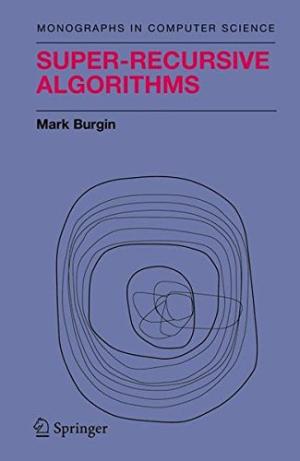 MONOGRAPHS IN COMPUTER SCIENCE
SUPER-RECURSIVE
ALGORITHMS
Mark Burgin
Springer